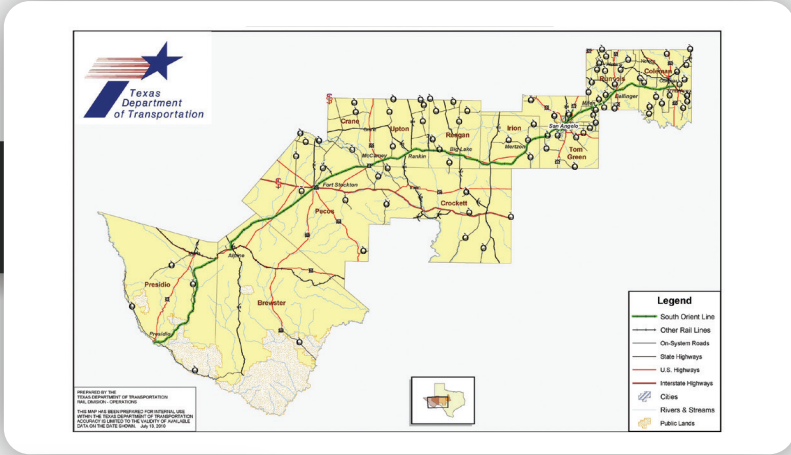 Texas
Department
of Transportation
Coleman
Runnels
Ballinger
Miles
San Angelo
Crane
Upton
Reagan
Irion
Mertzon
Tom
Green
McCamey
Rankin
Big Lake
Fort Stockton
Pecos
Crockett
Alpine
Presidio
Brewster
Presidio
Legend
South Orient Line
Other Rail Lines
On-System Roads
State Highways
U.S. Highways
Interstate Highways
Cities
Rivers & Streams
Public Lands
PREPARED BY THE
TEXAS DEPARTMENT OF TRANSPORTATION
RAIL DIVISION - OPERATIONS
THIS MAP HAS BEEN PREPARED FOR INTERNAL USE
WITHIN THE TEXAS DEPARTMENT OF TRANSPORTATION
ACCURACY IS LIMITED TO THE VALIDITY OF AVAILABLE
DATA ON THE DATE SHOWN. July 10, 2010